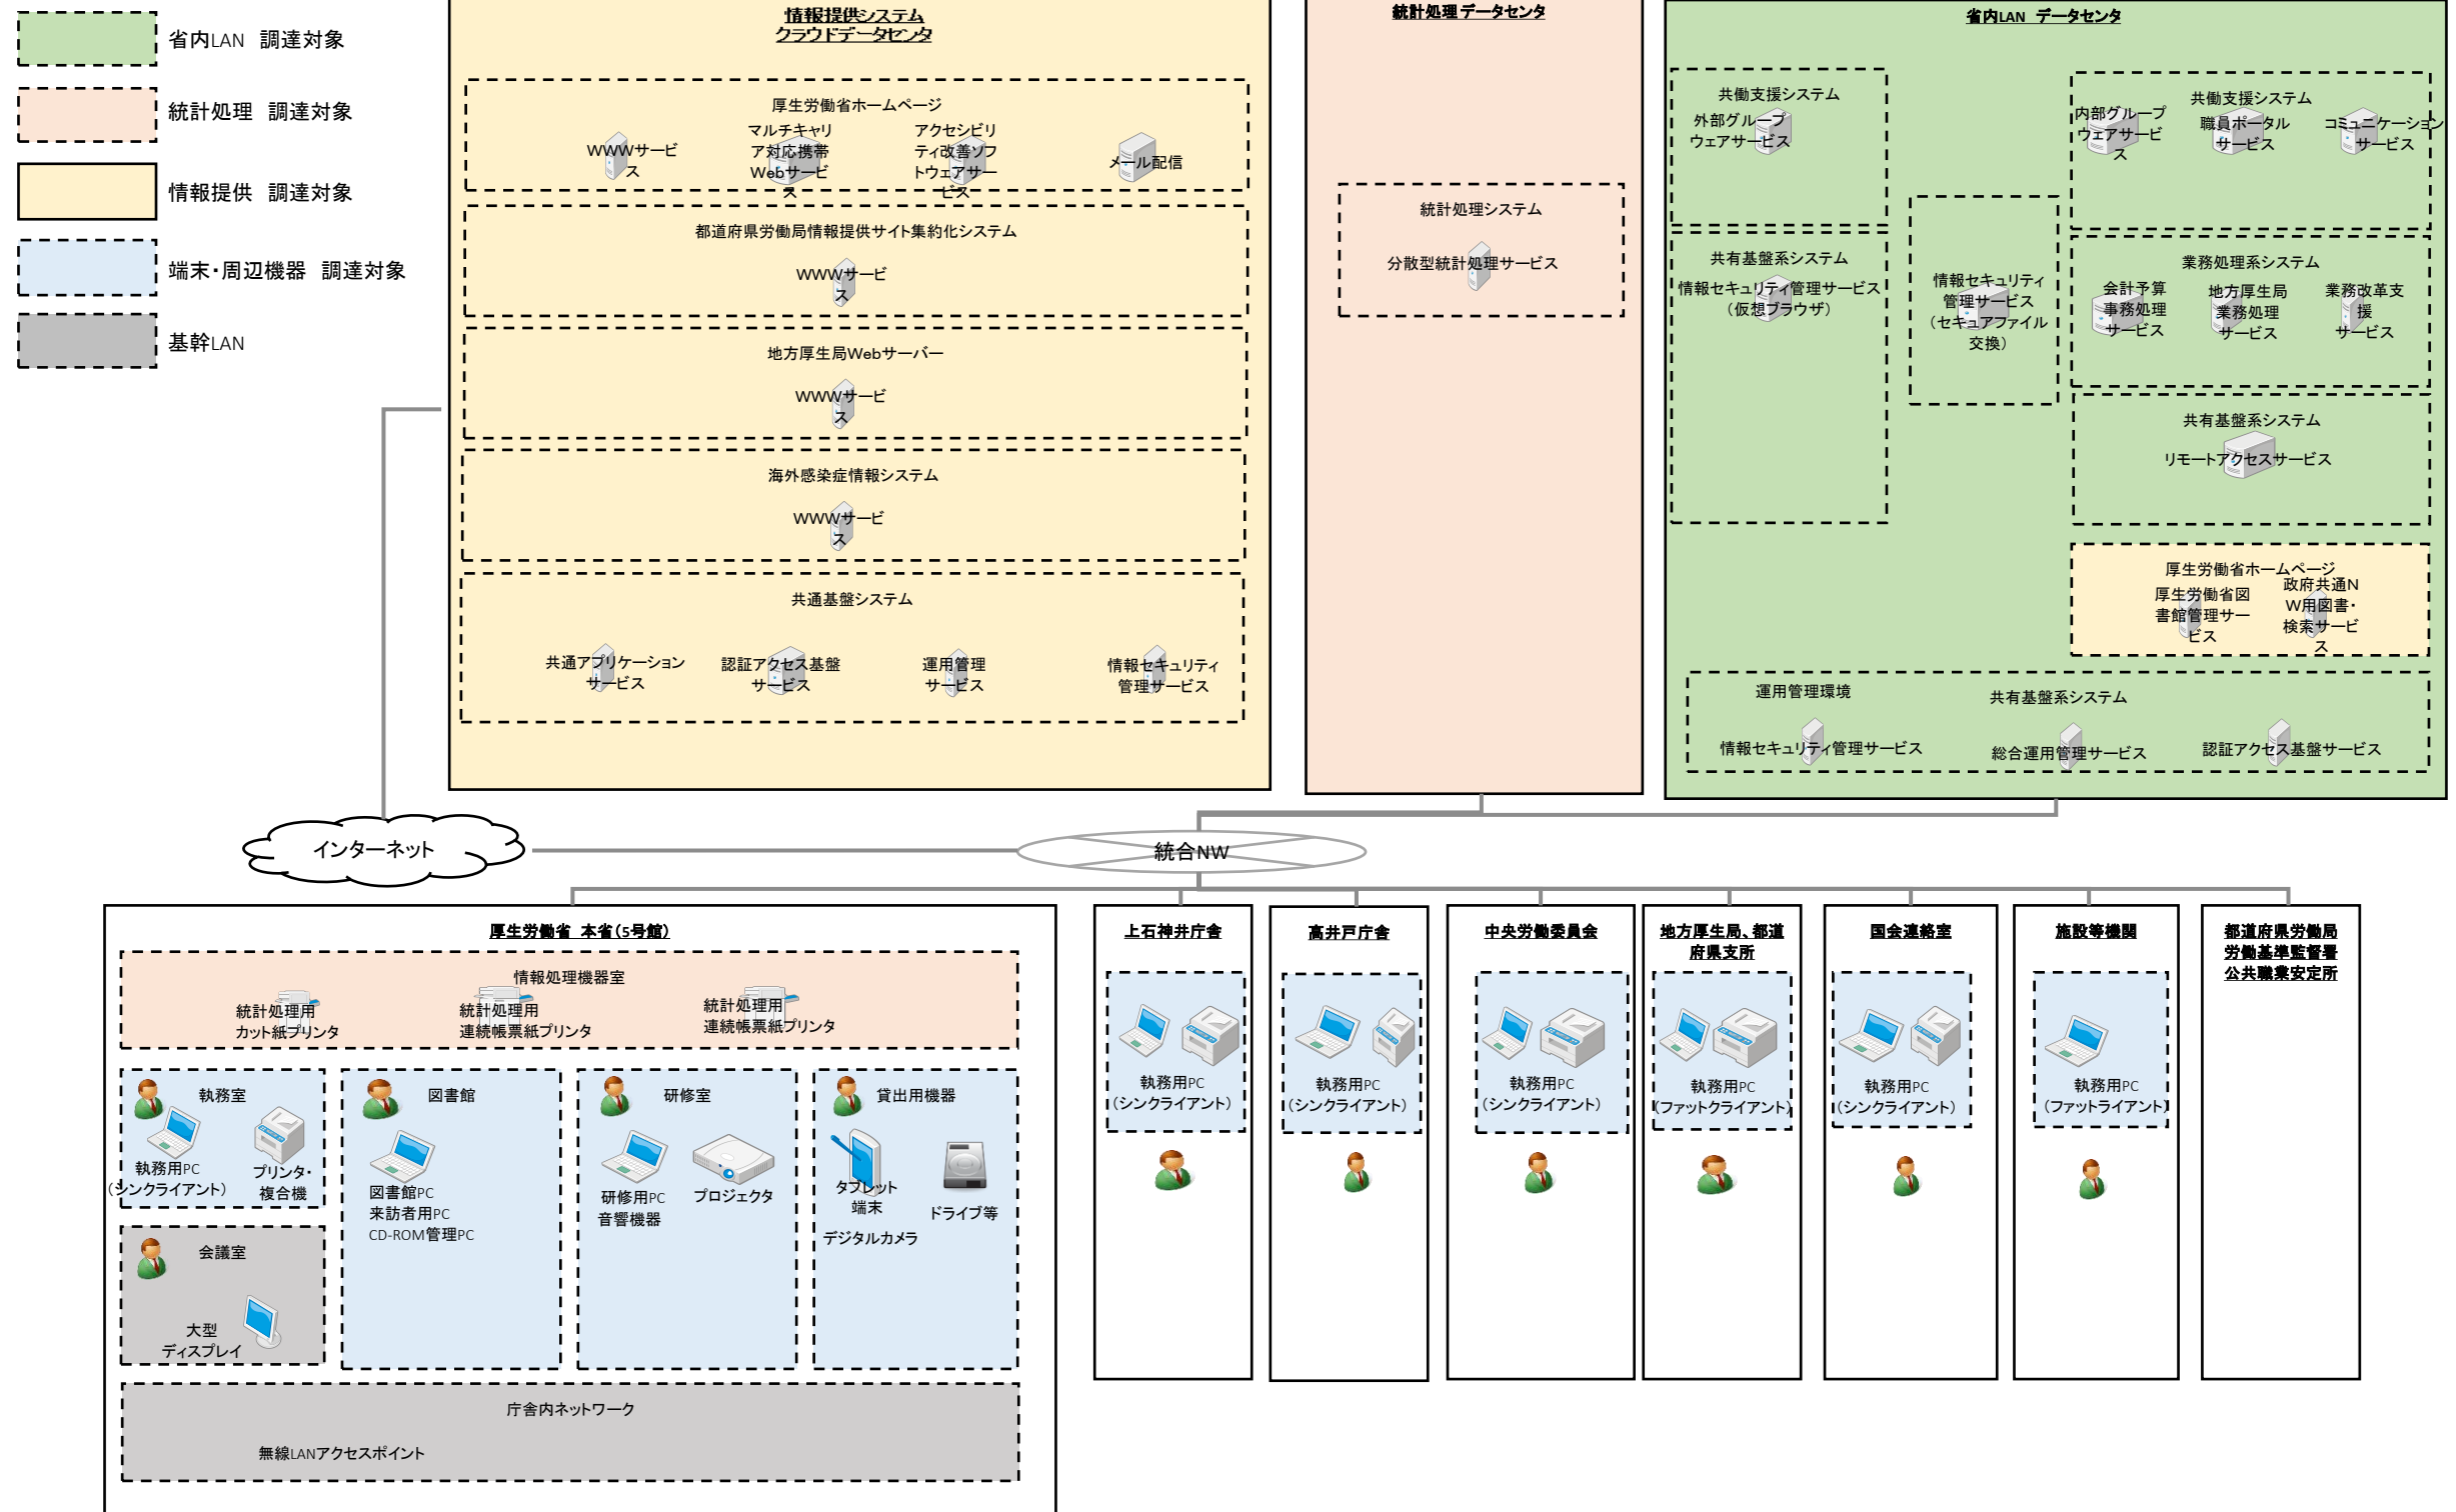 省内LAN　調達対象
統計処理　調達対象
情報提供　調達対象
端末・周辺機器　調達対象
基幹LAN
情報提供システム
クラウドデータセンタ
厚生労働省ホームページ
WWWサービ
ス
マルチキャリ
ア対応携帯
Webサービ
ス
アクセシビリ
ティ改善ソフ
トウェアサー
ビス
メール配信
都道府県労働局情報提供サイト集約化システム
WWWサービ
ス
地方厚生局Webサーバー
WWWサービ
ス
海外感染症情報システム
WWWサービ
ス
共通基盤システム
共通アプリケーション
サービス
認証アクセス基盤
サービス
運用管理
サービス
情報セキュリティ
管理サービス
統計処理データセンタ
統計処理システム
分散型統計処理サービス
省内LAN　データセンタ
共働支援システム
外部グループ
ウェアサービス
共有基盤系システム
情報セキュリティ管理サービス
（仮想ブラウザ）
情報セキュリティ
管理サービス
（セキュアファイル
交換）
共働支援システム
内部グループ
ウェアサービ
ス
職員ポータル
サービス
コミュニケーション
サービス
業務処理系システム
会計予算
事務処理
サービス
地方厚生局
業務処理
サービス
業務改革支
援
サービス
共有基盤系システム
リモートアクセスサービス
厚生労働省ホームページ
厚生労働省図
書館管理サー
ビス
政府共通N
W用図書・
検索サービ
ス
運用管理環境
共有基盤系システム
情報セキュリティ管理サービス
総合運用管理サービス
認証アクセス基盤サービス
インターネット
統合NW
厚生労働省 本省（5号館）
情報処理機器室
統計処理用
カット紙プリンタ
統計処理用
連続帳票紙プリンタ
統計処理用
連続帳票紙プリンタ
執務室
執務用PC
（シンクライアント）
プリンタ・
複合機
図書館
図書館PC
来訪者用PC
CD-ROM管理PC
研修室
研修用PC
音響機器
プロジェクタ
貸出用機器
タブレット
端末
デジタルカメラ
ドライブ等
会議室
大型
ディスプレイ
庁舎内ネットワーク
無線LANアクセスポイント
上石神井庁舎
執務用PC
（シンクライアント）
高井戸庁舎
執務用PC
（シンクライアント）
中央労働委員会
執務用PC
（シンクライアント）
地方厚生局、都道
府県支所
執務用PC
（ファットクライアント）
国会連絡室
執務用PC
（シンクライアント）
施設等機関
執務用PC
（ファットライアント）
都道府県労働局
労働基準監督署
公共職業安定所